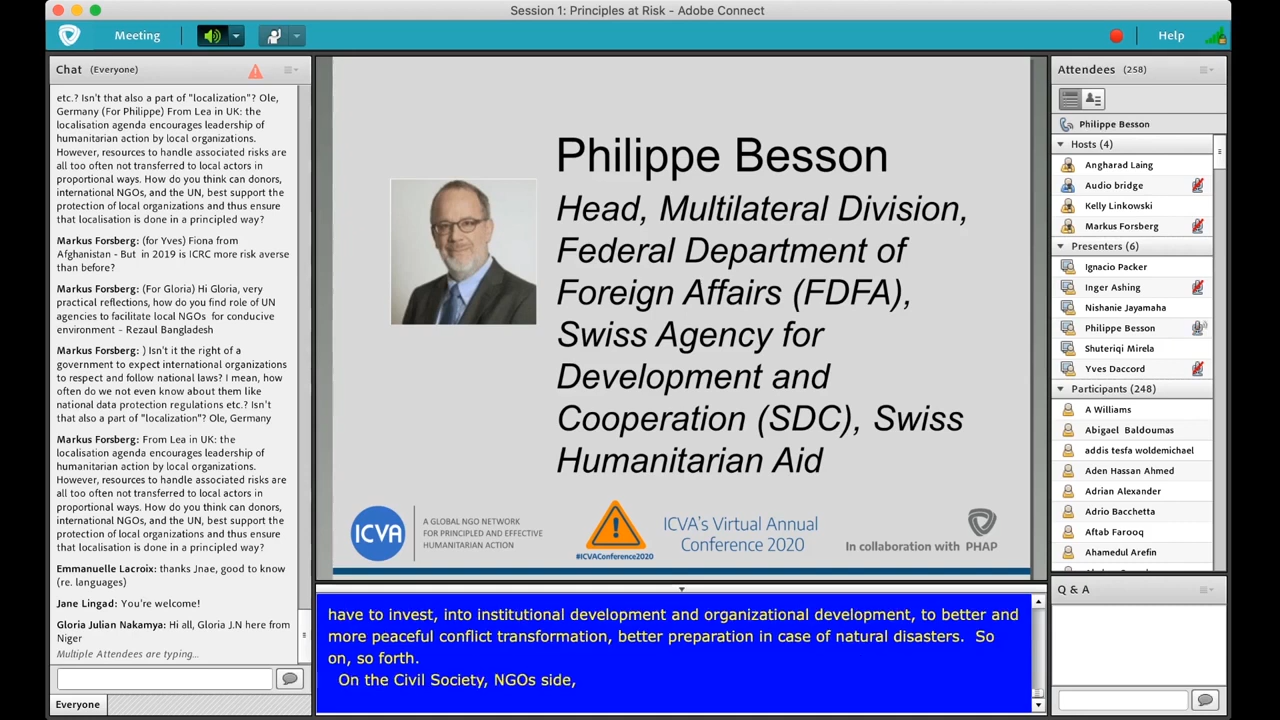 Session 1: Principles at Risk - Adobe Connect
Meeting
Help
Chat (Everyone)
etc.? Isn't that also a part of "localization"? Ole,
Germany (For Philippe) From Lea in UK: the
localisation agenda encourages leadership of
humanitarian action by local organizations.
However, resources to handle associated risks are
all too often not transferred to local actors in
proportional ways. How do you think can donors,
international NGOs, and the UN, best support the
protection of local organizations and thus ensure
that localisation is done in a principled way?
Markus Forsberg: (for Yves) Fiona from
Afghanistan - But in 2019 is ICRC more risk averse
than before?
Markus Forsberg: (For Gloria) Hi Gloria, very
practical reflections, how do you find role of UN
agencies to facilitate local NGOs for conducive
environment - Rezaul Bangladesh
Markus Forsberg: ) Isn't it the right of a
government to expect international organizations
to respect and follow national laws? I mean, how
often do we not even know about them like
national data protection regulations etc.? Isn't
that also a part of "localization"? Ole, Germany
Markus Forsberg: From Lea in UK: the
localisation agenda encourages leadership of
humanitarian action by local organizations.
However, resources to handle associated risks are
all too often not transferred to local actors in
proportional ways. How do you think can donors,
international NGOs, and the UN, best support the
protection of local organizations and thus ensure
that localisation is done in a principled way?
Emmanuelle Lacroix: thanks Jnae, good to know
(re. languages)
Jane Lingad: You're welcome!
Gloria Julian Nakamya: Hi all, Gloria J.N here from
Niger
Multiple Attendees are typing...
Everyone
Philippe Besson
Head, Multilateral Division,
Federal Department of
Foreign Affairs (FDFA),
Swiss Agency for
Development and
Cooperation (SDC), Swiss
Humanitarian Aid
ICVA
A GLOBAL NGO NETWORK
FOR PRINCIPLED AND EFFECTIVE
HUMANITARIAN ACTION
#ICVAConference2020
ICVA's Virtual Annual
Conference 2020
In collaboration with PHAP
have to invest, into institutional development and organizational development, to better and
more peaceful conflict transformation, better preparation in case of natural disasters. So
on, so forth.
On the Civil Society, NGOs side,
Attendees (258)
Philippe Besson
Hosts (4)
Angharad Laing
Audio bridge
Kelly Linkowski
Markus Forsberg
Presenters (6)
Ignacio Packer
Inger Ashing
Nishanie Jayamaha
Philippe Besson
Shuteriqi Mirela
Yves Daccord
Participants (248)
A Williams
Abigael Baldoumas
addis tesfa woldemichael
Aden Hassan Ahmed
Adrian Alexander
Adrio Bacchetta
Aftab Farooq
Ahamedul Arefin
Q & A